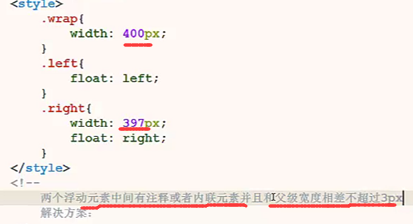 <style>
.wrap{
width: 400px;
}
.left{
float: left;
}
.right{
width: 397px;
float: right;
}
</style>
<!--
两个浮动元素中间有注释或者内联元素并且和父级宽度相差不超过3px
解决方案: